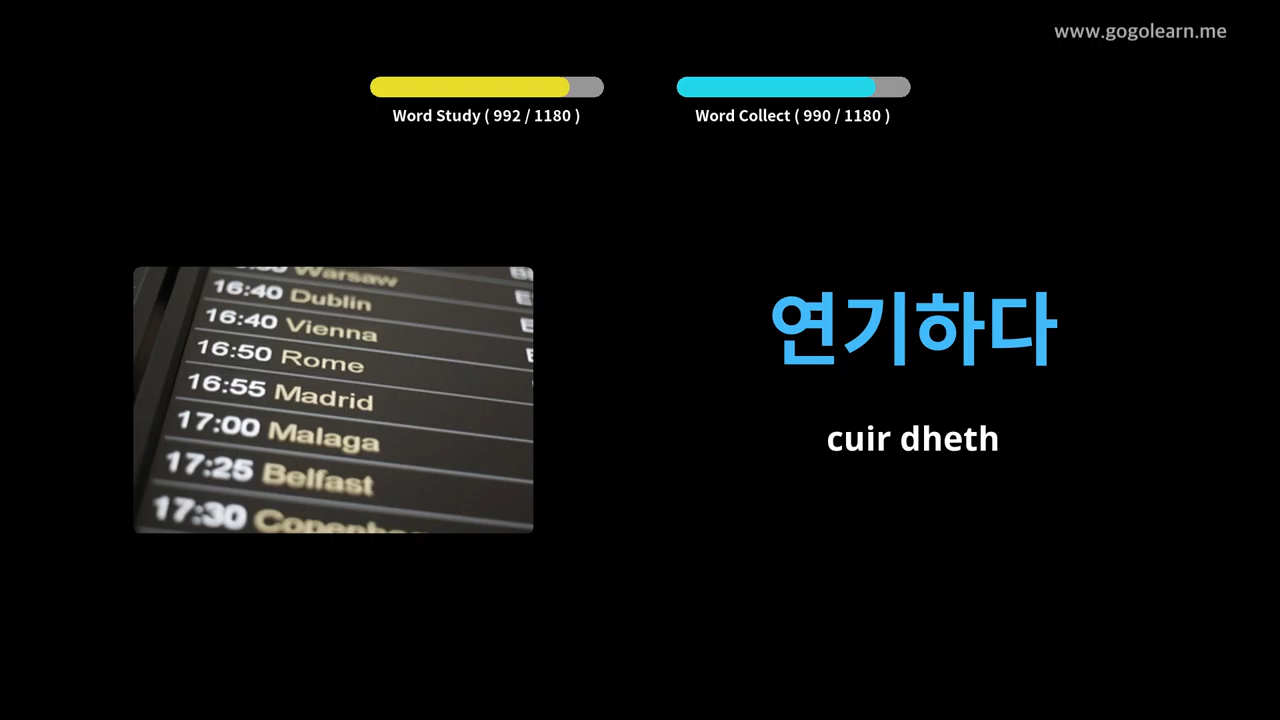 www.gogolearn.me
Word Study ( 992 / 1180 )
Word Collect ( 990 / 1180 )
Warsaw
16:40 Dublin
16:40 Vienna
16:50 Rome
16:55 Madrid
17:00 Malaga
17:25 Belfast
17:30
연기하다
cuir dheth